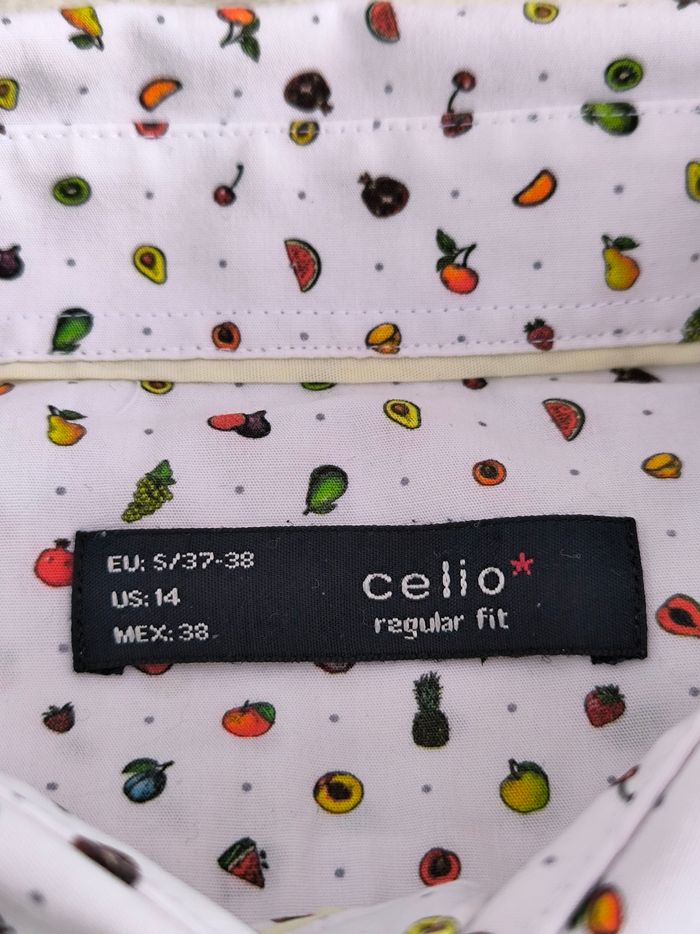 EU: S/37-38
US: 14
MEX: 38
celio*
regular fit